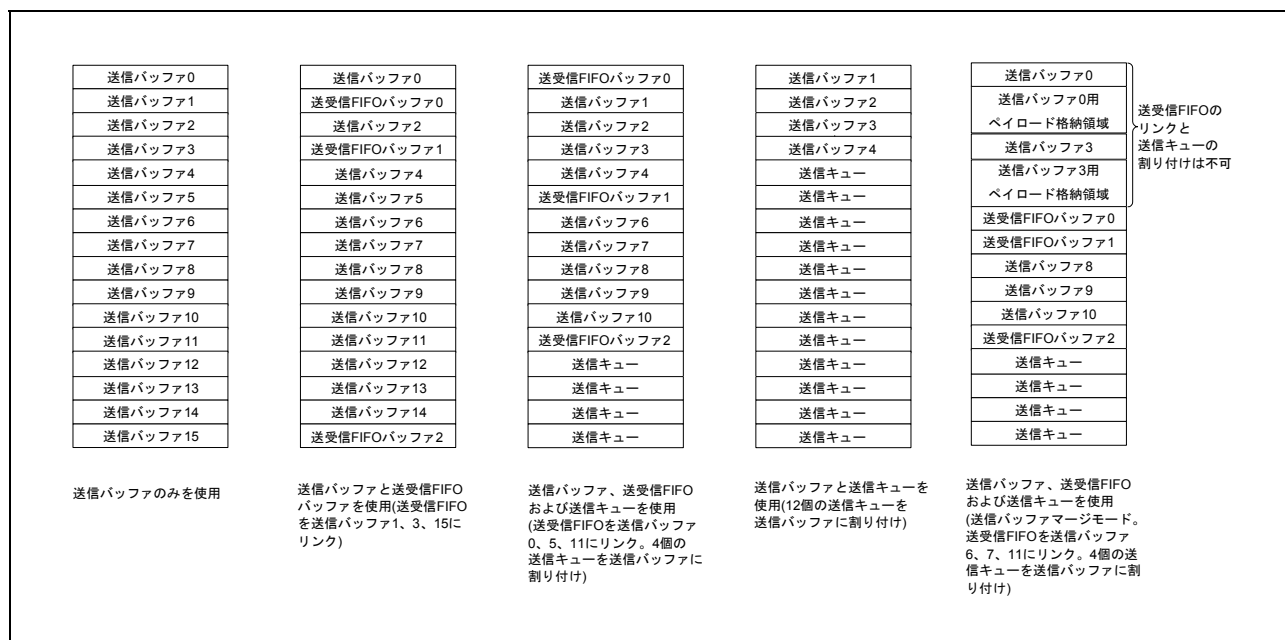 送信バッファ0
送信バッファ1
送信バッファ2
送信バッファ3
送信バッファ4
送信バッファ5
送信バッファ6
送信バッファ7
送信バッファ8
送信バッファ9
送信バッファ10
送信バッファ11
送信バッファ12
送信バッファ13
送信バッファ14
送信バッファ15
送信バッファのみを使用
送信バッファ0
送受信FIFOバッファ0
送信バッファ2
送受信FIFOバッファ1
送信バッファ4
送信バッファ5
送信バッファ6
送信バッファ7
送信バッファ8
送信バッファ9
送信バッファ10
送信バッファ11
送信バッファ12
送信バッファ13
送信バッファ14
送受信FIFOバッファ2
送信バッファと送受信FIFO
バッファを使用(送受信FIFO
を送信バッファ1、3、15に
リンク)
送受信FIFOバッファ0
送信バッファ1
送信バッファ2
送信バッファ3
送信バッファ4
送受信FIFOバッファ1
送信バッファ6
送信バッファ7
送信バッファ8
送信バッファ9
送信バッファ10
送受信FIFOバッファ2
送信キュー
送信キュー
送信キュー
送信キュー
送信バッファ、送受信FIFO
および送信キューを使用
(送受信FIFOを送信バッファ
0、5、11にリンク。4個の
送信キューを送信バッファに
割り付け)
送信バッファ1
送信バッファ2
送信バッファ3
送信バッファ4
送信キュー
送信キュー
送信キュー
送信キュー
送信キュー
送信キュー
送信キュー
送信キュー
送信キュー
送信キュー
送信キュー
送信キュー
送信バッファと送信キューを
使用(12個の送信キューを
送信バッファに割り付け)
送信バッファ0
送信バッファ0用
ペイロード格納領域
送信バッファ3
送信バッファ3用
ペイロード格納領域
送受信FIFOバッファ0
送受信FIFOバッファ1
送信バッファ8
送信バッファ9
送信バッファ10
送受信FIFOバッファ2
送信キュー
送信キュー
送信キュー
送信キュー
送受信FIFOの
リンクと
送信キューの
割り付けは不可
送信バッファ、送受信FIFO
および送信キューを使用
(送信バッファマージモード。
送受信FIFOを送信バッファ
6、7、11にリンク。4個の送
信キューを送信バッファに割
り付け)